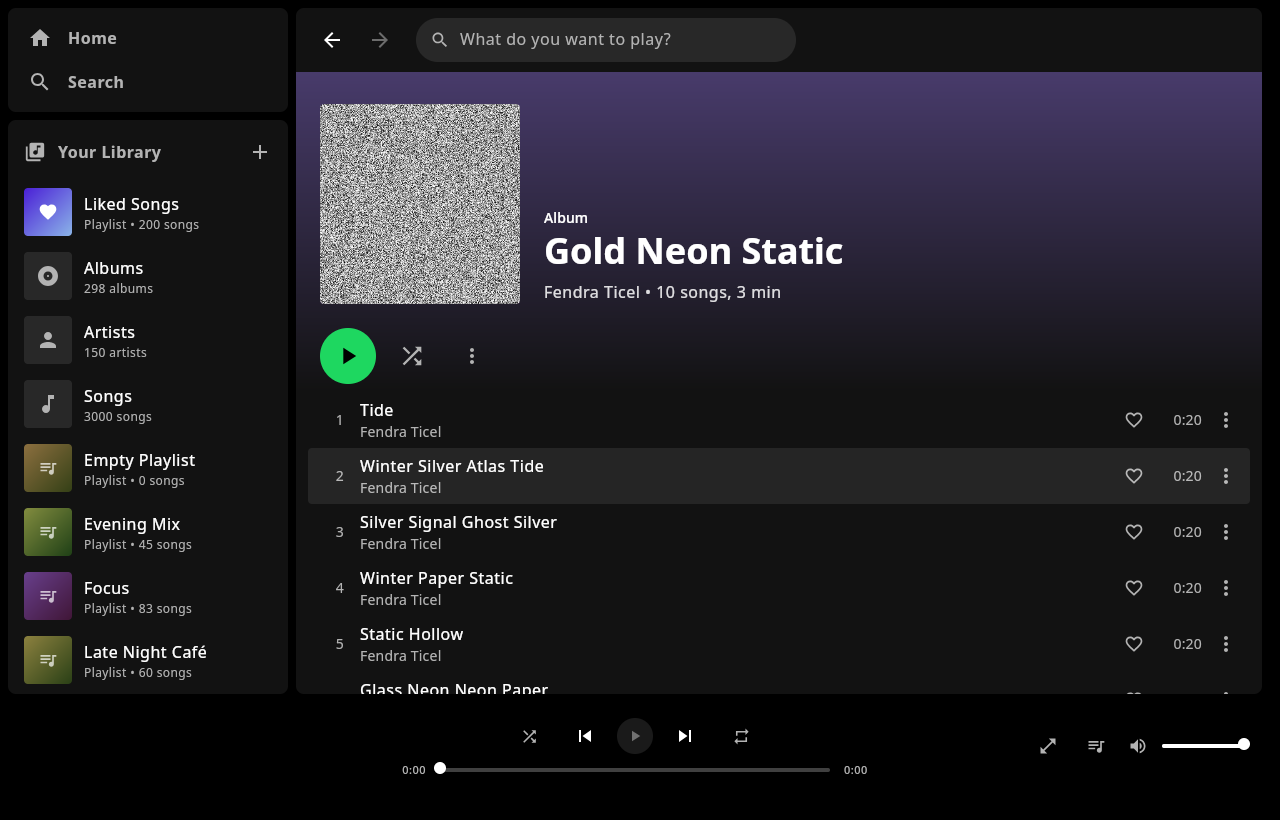 Home
Search
Your Library
Liked Songs
Playlist • 200 songs
Albums
298 albums
Artists
150 artists
Songs
3000 songs
Empty Playlist
Playlist • 0 songs
Evening Mix
Playlist • 45 songs
Focus
Playlist • 83 songs
Late Night Café
Playlist • 60 songs
What do you want to play?
Album
Gold Neon Static
Fendra Ticel • 10 songs, 3 min
1 Tide 0:20
Fendra Ticel
2 Winter Silver Atlas Tide 0:20
Fendra Ticel
3 Silver Signal Ghost Silver 0:20
Fendra Ticel
4 Winter Paper Static 0:20
Fendra Ticel
5 Static Hollow 0:20
Fendra Ticel
Glass Neon Neon Paper
0:00 0:00